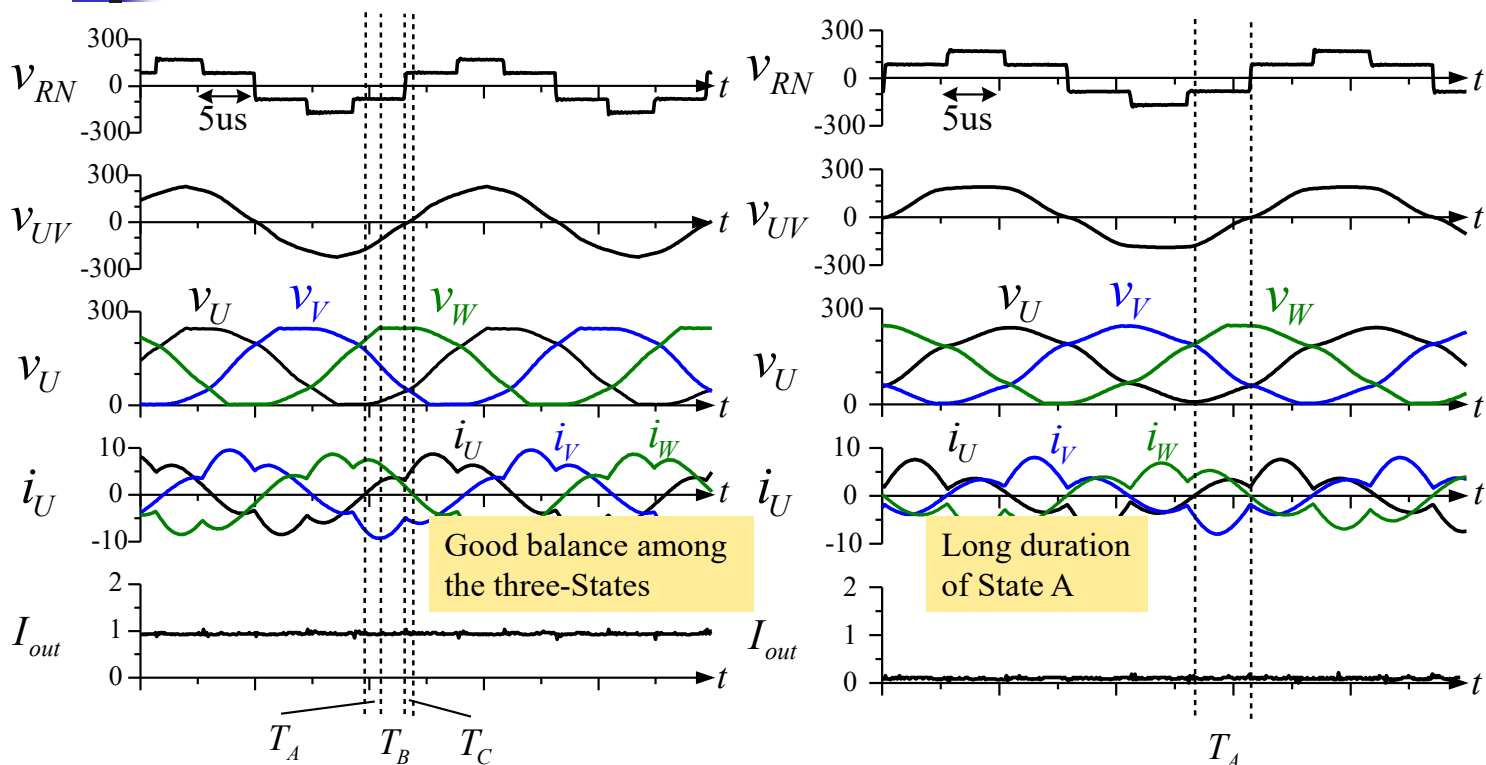 300
v_RN
0
5us
-300
t
300
v_UV
0
-300
t
v_U v_V v_W
300
v_U
0
t
i_U i_V i_W
10
i_U
0
-10
t
Good balance among
the three-States
2
1
I_out
0
t
T_A T_B T_C
300
v_RN
0
5us
-300
t
300
v_UV
0
-300
t
v_U v_V v_W
300
v_U
0
t
i_U i_V i_W
10
i_U
0
-10
t
Long duration
of State A
2
1
I_out
0
t
T_A